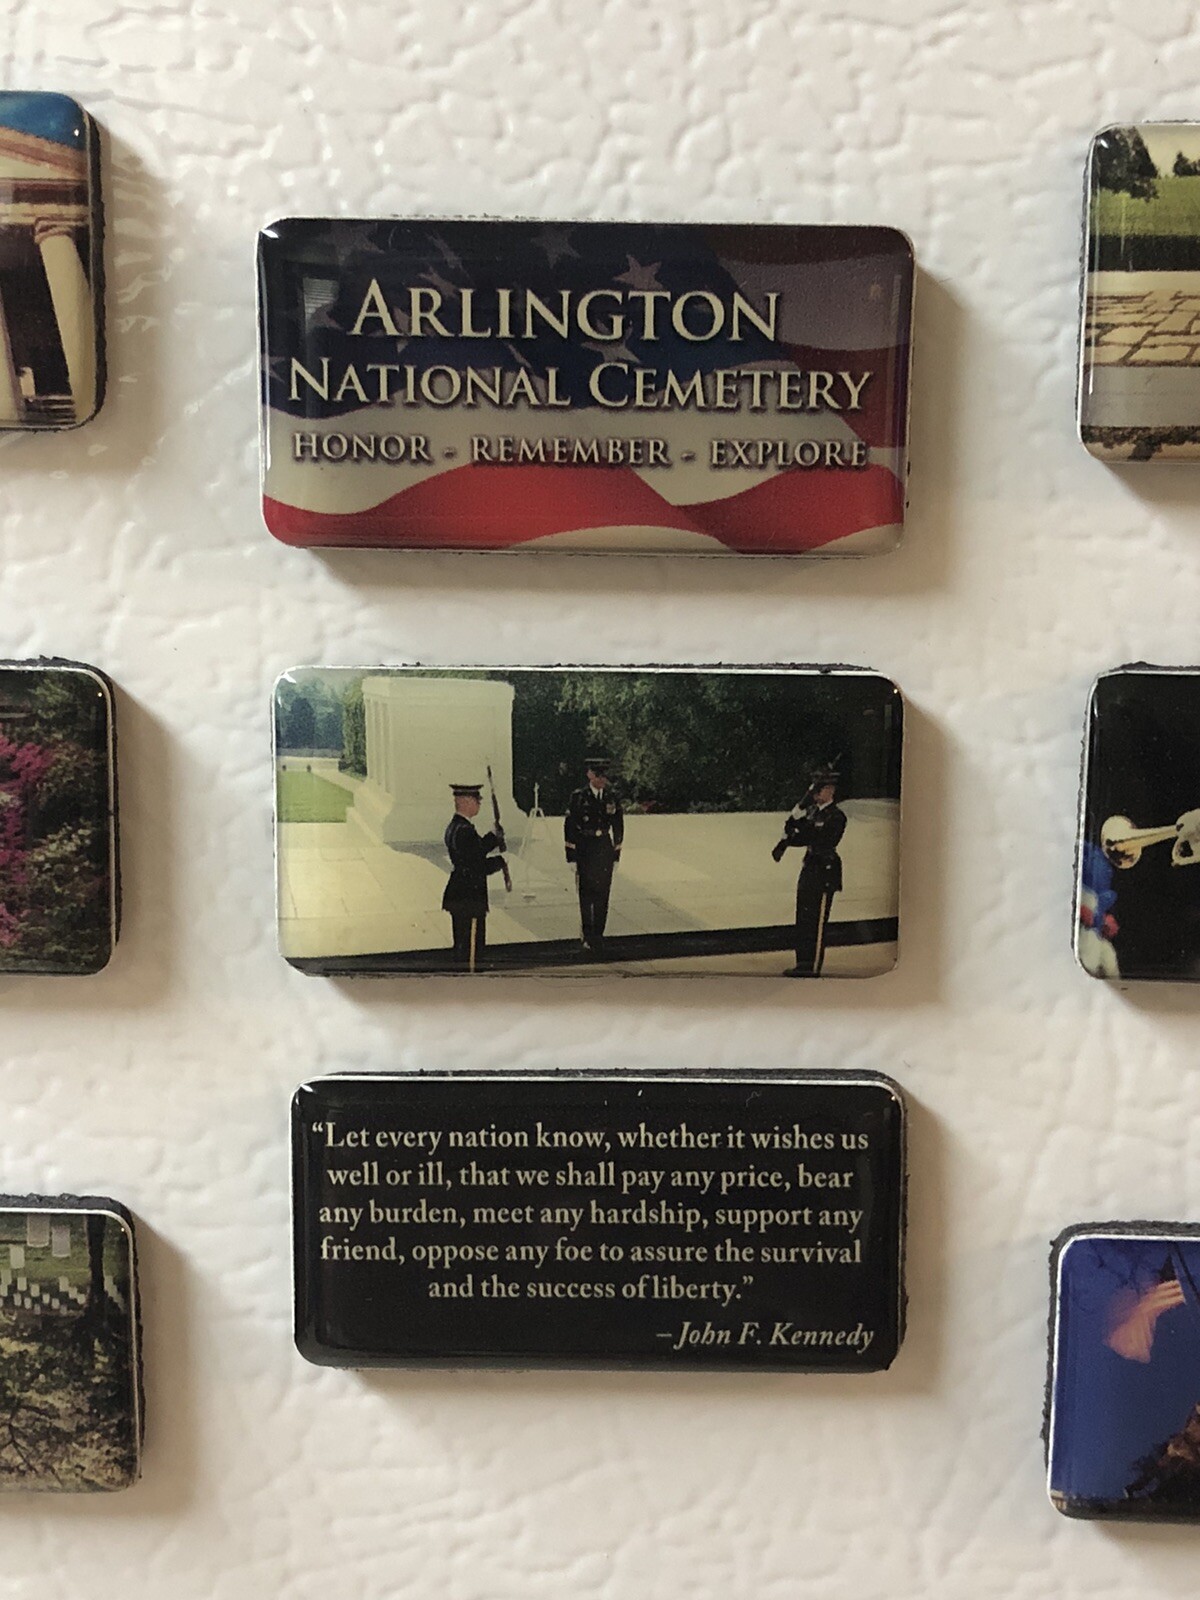 ARLINGTON
NATIONAL CEMETERY
HONOR - REMEMBER - EXPLORE
“Let every nation know, whether it wishes us
well or ill, that we shall pay any price, bear
any burden, meet any hardship, support any
friend, oppose any foe to assure the survival
and the success of liberty.”
– John F. Kennedy